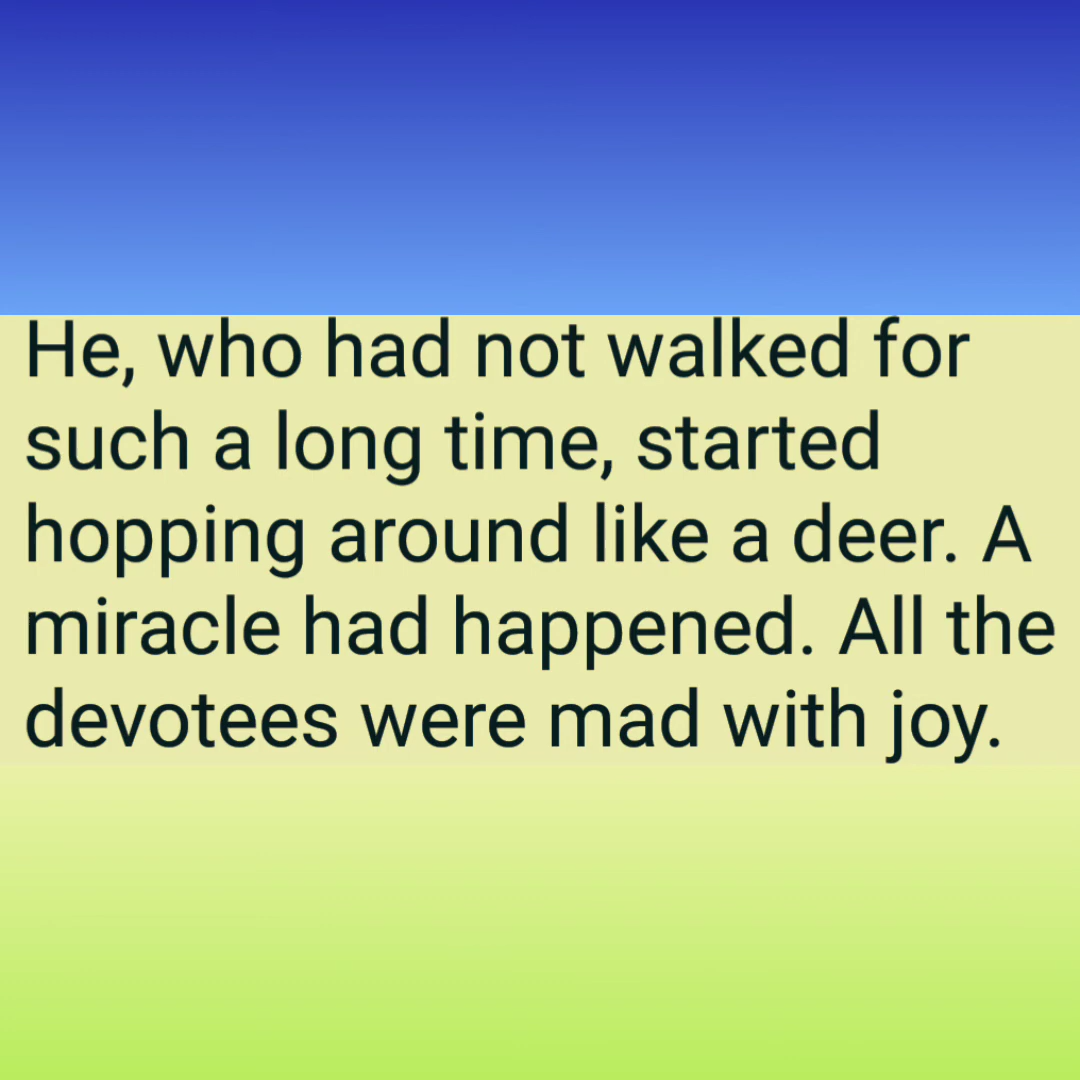 He, who had not walked for
such a long time, started
hopping around like a deer. A
miracle had happened. All the
devotees were mad with joy.